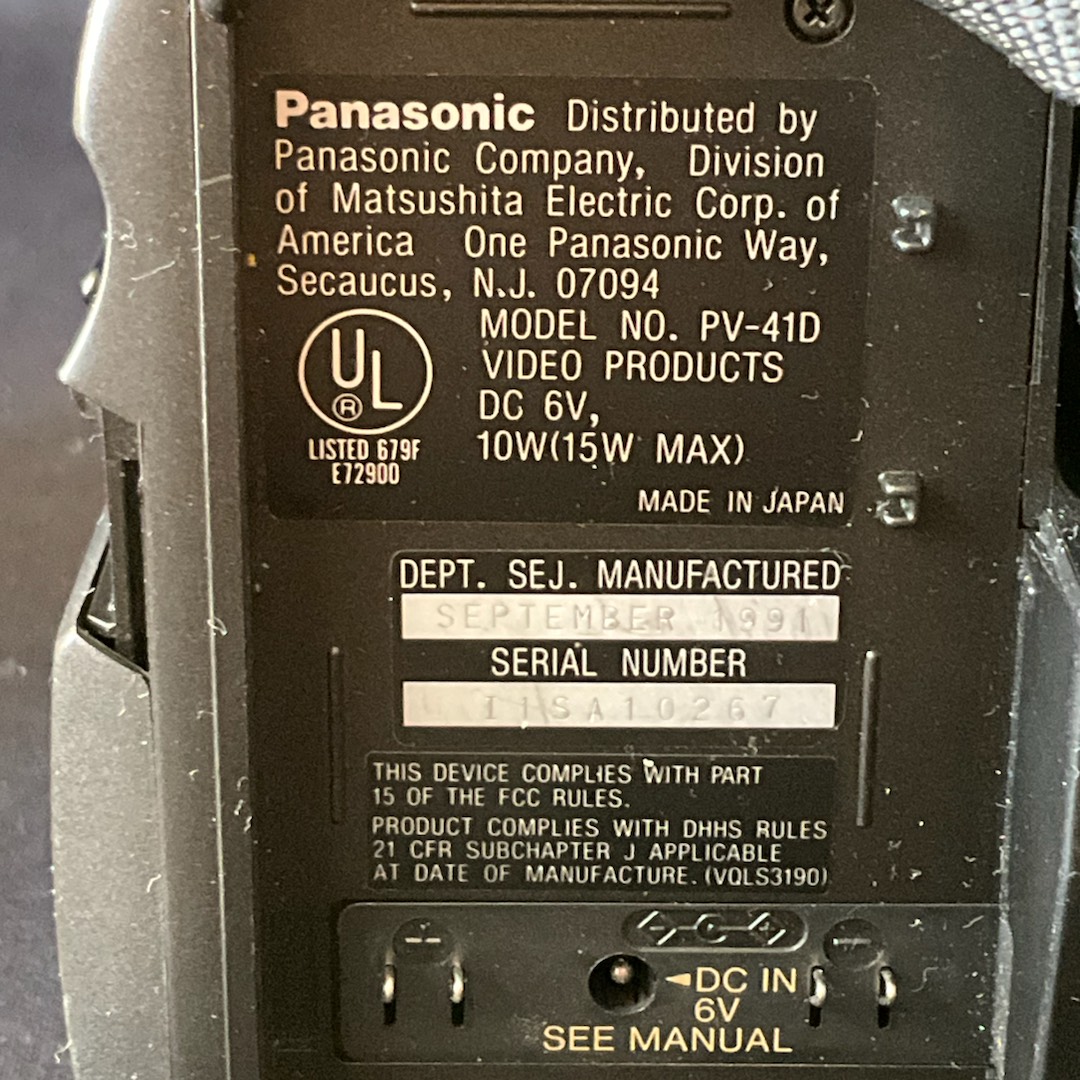 Panasonic Distributed by
Panasonic Company, Division
of Matsushita Electric Corp. of
America One Panasonic Way,
Secaucus, N.J. 07094
UL
®
LISTED 679F
E72900
MODEL NO. PV-41D
VIDEO PRODUCTS
DC 6V,
10W(15W MAX)
MADE IN JAPAN
DEPT. SEJ. MANUFACTURED
SEPTEMBER 1991
SERIAL NUMBER
I1SA10267
THIS DEVICE COMPLIES WITH PART
15 OF THE FCC RULES.
PRODUCT COMPLIES WITH DHHS RULES
21 CFR SUBCHAPTER J APPLICABLE
AT DATE OF MANUFACTURE. (VQLS3190)
DC IN
6V
SEE MANUAL